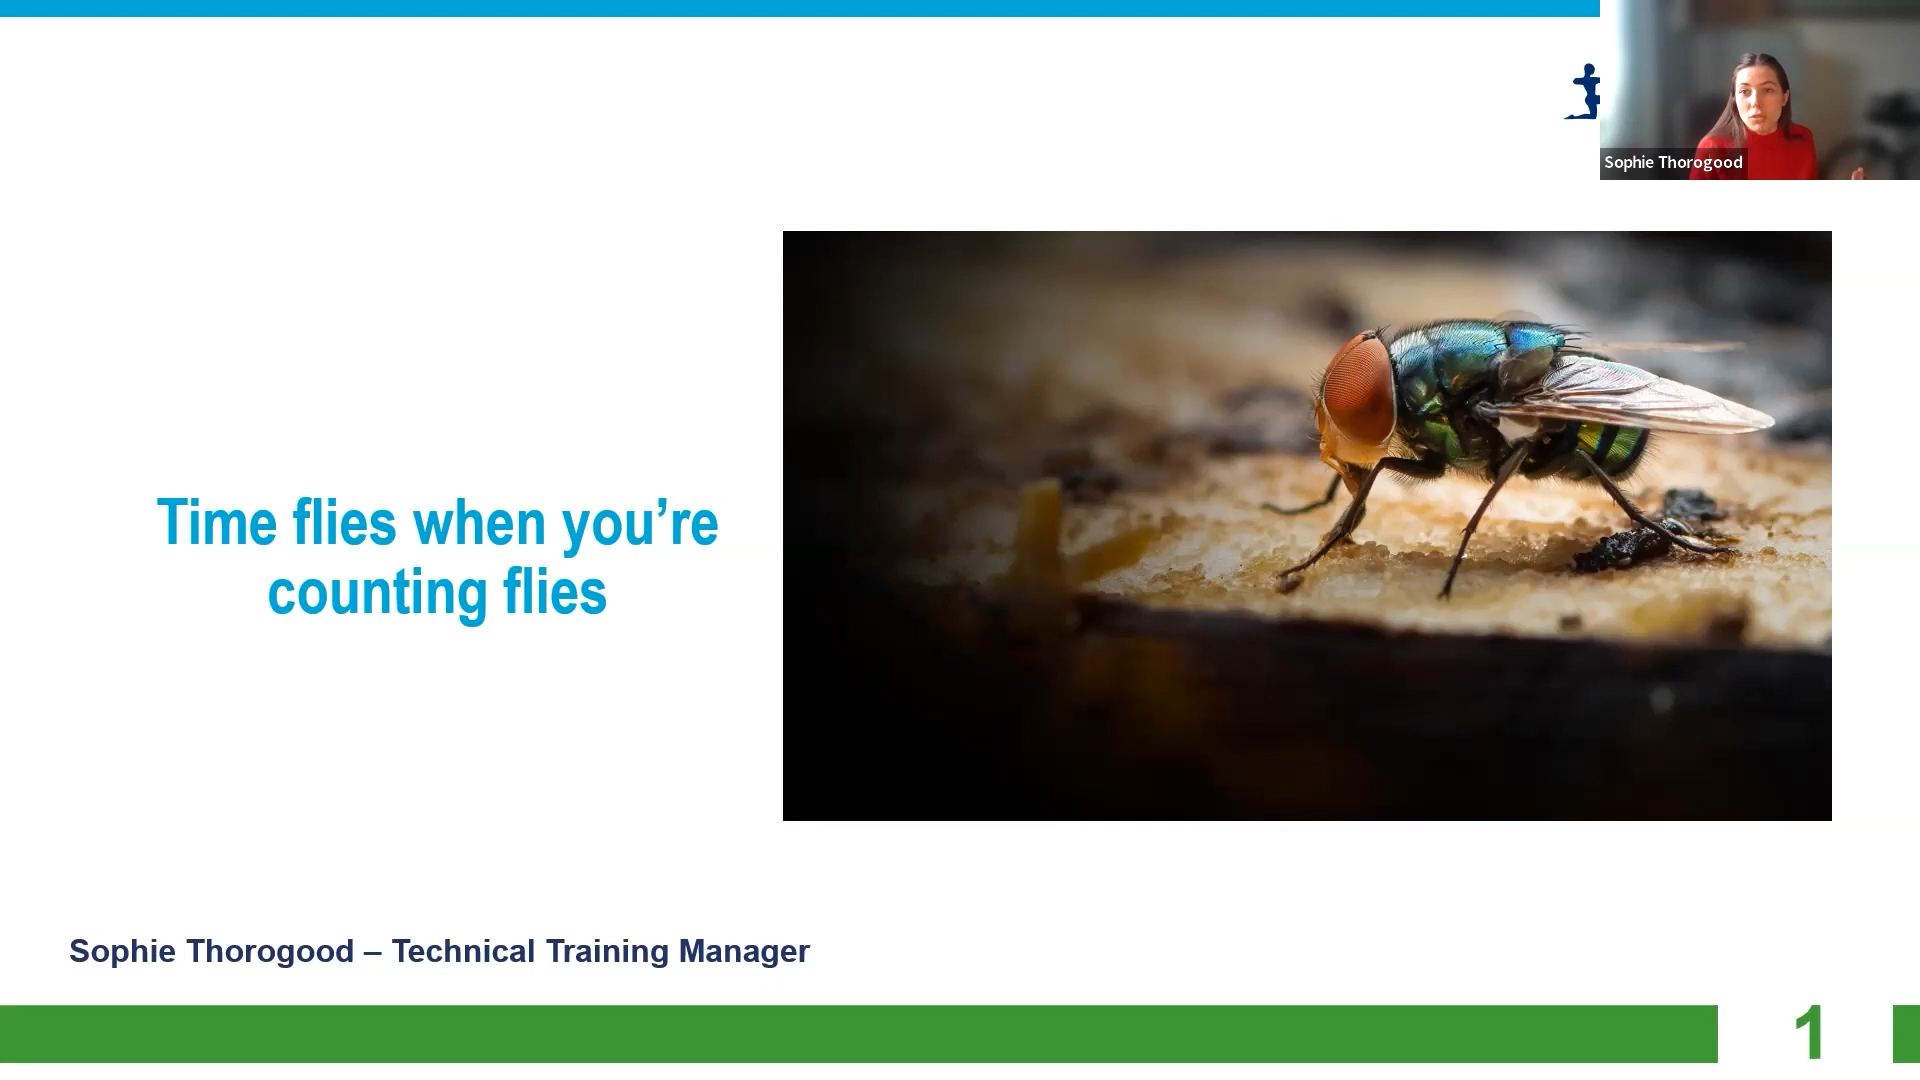 Sophie Thorogood
Time flies when you’re
counting flies
Sophie Thorogood – Technical Training Manager
1